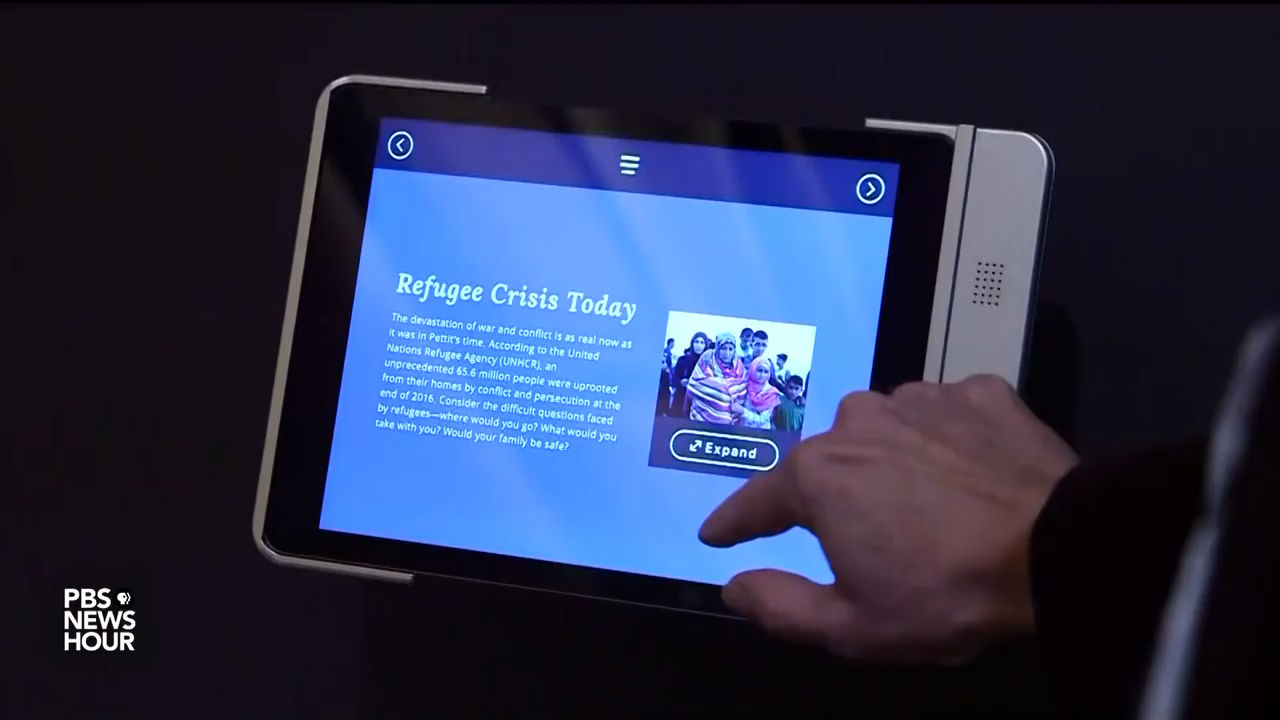 Refugee Crisis Today
The devastation of war and conflict is as real now as
it was in Pettit's time. According to the United
Nations Refugee Agency (UNHCR), an
unprecedented 65.6 million people were uprooted
from their homes by conflict and persecution at the
end of 2016. Consider the difficult questions faced
by refugees—where would you go? What would you
take with you? Would your family be safe?
Expand
PBS
NEWS
HOUR